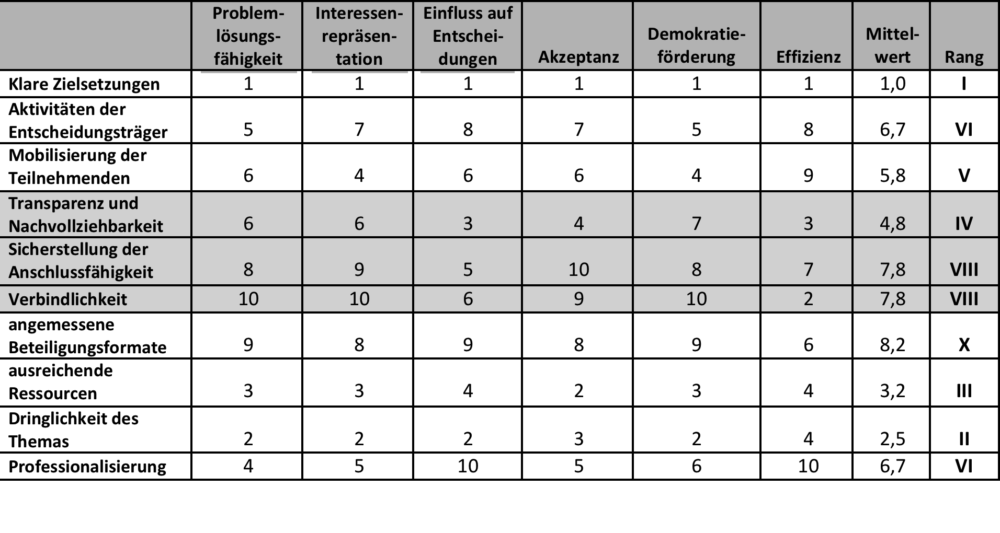 Problem-
lösungs-
fähigkeit
Interessen-
repräsen-
tation
Einfluss auf
Entschei-
dungen
Akzeptanz
Demokratie-
förderung
Effizienz
Mittel-
wert
Rang
Klare Zielsetzungen 1 1 1 1 1 1 1,0 I
Aktivitäten der
Entscheidungsträger 5 7 8 7 5 8 6,7 VI
Mobilisierung der
Teilnehmenden 6 4 6 6 4 9 5,8 V
Transparenz und
Nachvollziehbarkeit 6 6 3 4 7 3 4,8 IV
Sicherstellung der
Anschlussfähigkeit 8 9 5 10 8 7 7,8 VIII
Verbindlichkeit 10 10 6 9 10 2 7,8 VIII
angemessene
Beteiligungsformate 9 8 9 8 9 6 8,2 X
ausreichende
Ressourcen 3 3 4 2 3 4 3,2 III
Dringlichkeit des
Themas 2 2 2 3 2 4 2,5 II
Professionalisierung 4 5 10 5 6 10 6,7 VI